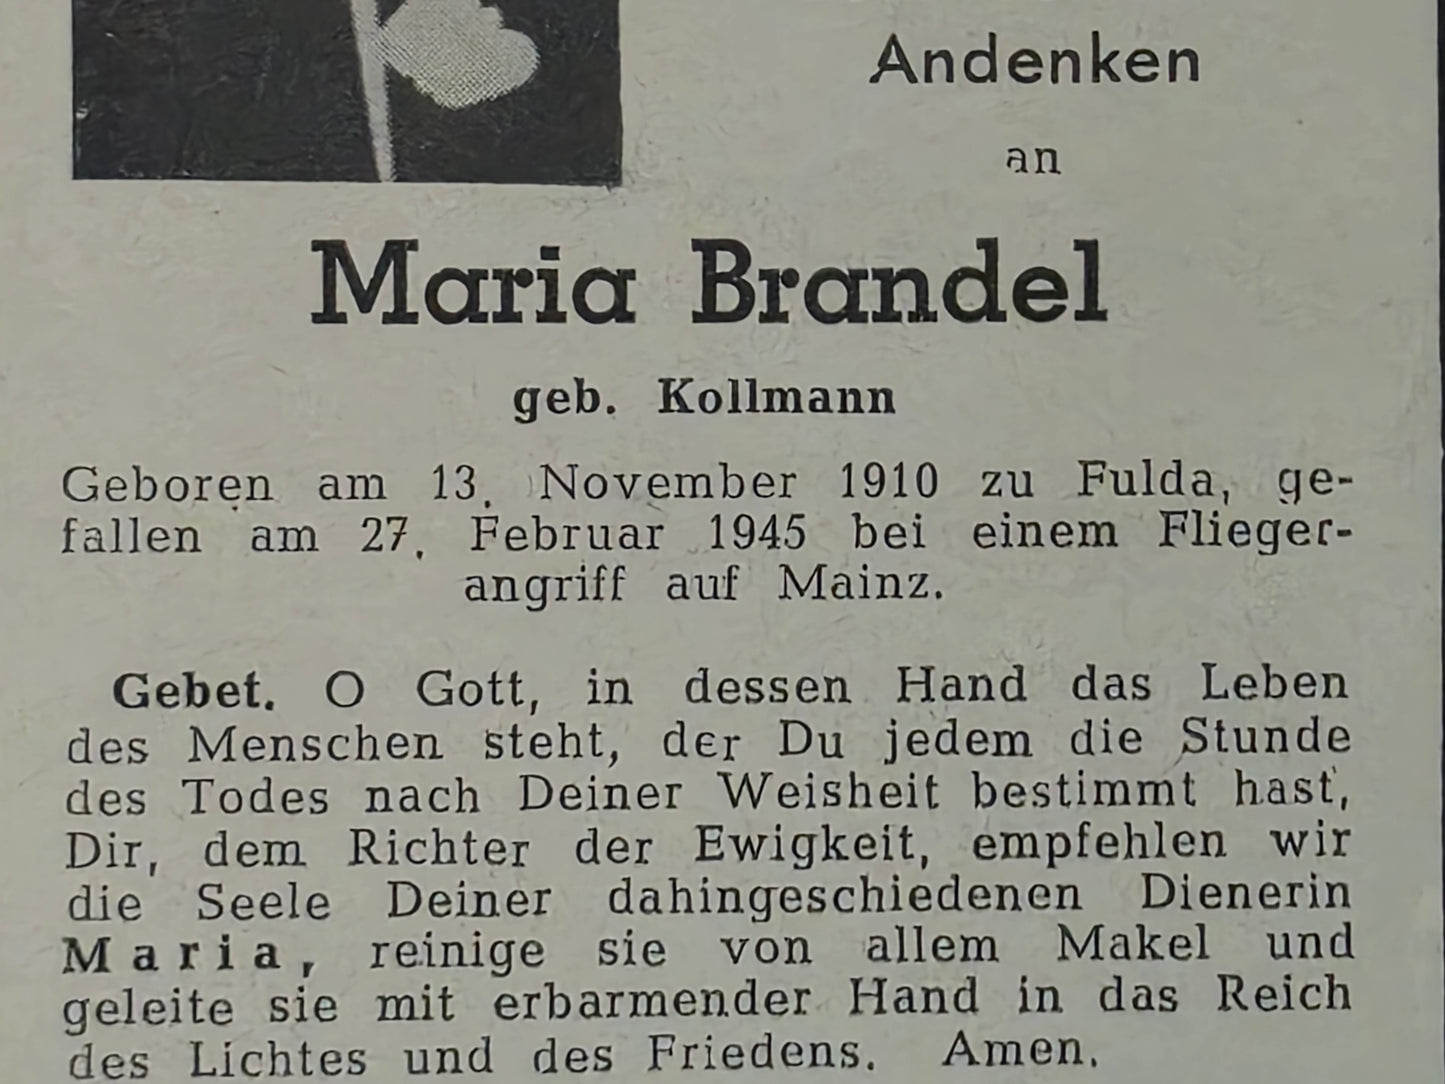 Andenken
an
Maria Brandel
geb. Kollmann
Geboren am 13. November 1910 zu Fulda, ge-
fallen am 27. Februar 1945 bei einem Flieger-
angriff auf Mainz.
Gebet. O Gott, in dessen Hand das Leben
des Menschen steht, der Du jedem die Stunde
des Todes nach Deiner Weisheit bestimmt hast,
Dir, dem Richter der Ewigkeit, empfehlen wir
die Seele Deiner dahingeschiedenen Dienerin
Maria, reinige sie von allem Makel und
geleite sie mit erbarmender Hand in das Reich
des Lichtes und des Friedens. Amen.